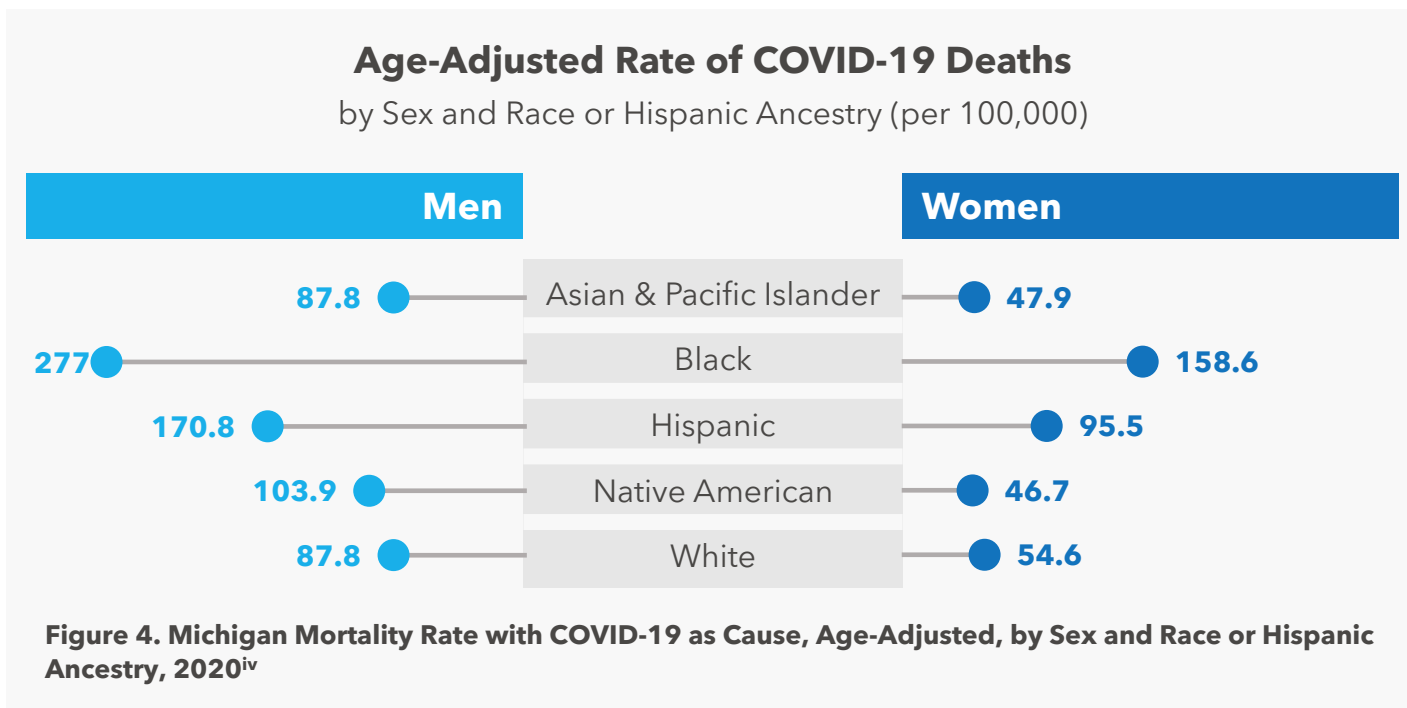 Age-Adjusted Rate of COVID-19 Deaths
by Sex and Race or Hispanic Ancestry (per 100,000)
Men Women
87.8 Asian & Pacific Islander 47.9
277 Black 158.6
170.8 Hispanic 95.5
103.9 Native American 46.7
87.8 White 54.6
Figure 4. Michigan Mortality Rate with COVID-19 as Cause, Age-Adjusted, by Sex and Race or Hispanic
Ancestry, 2020iv